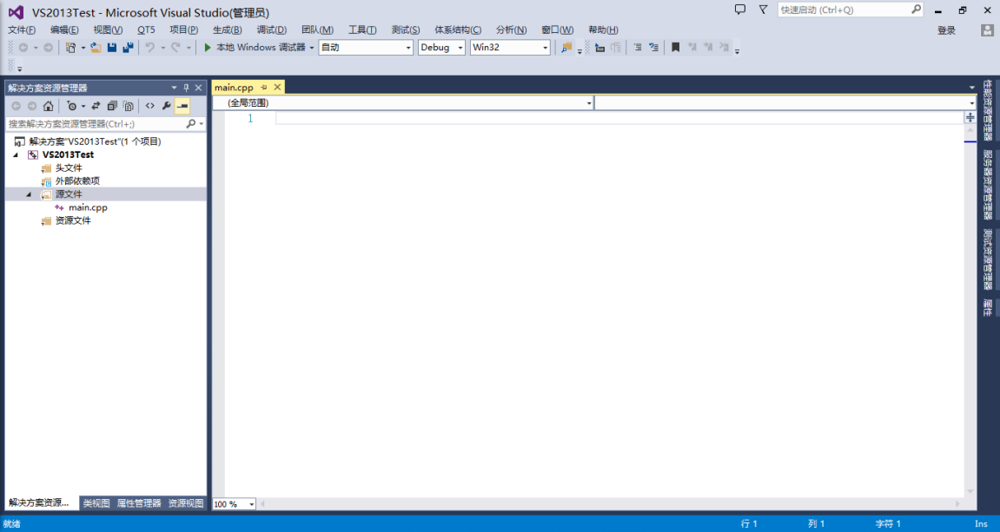 VS2013Test - Microsoft Visual Studio(管理员)
快速启动 (Ctrl+Q)
文件(F) 编辑(E) 视图(V) QT5 项目(P) 生成(B) 调试(D) 团队(M) 工具(T) 测试(S) 体系结构(C) 分析(N) 窗口(W) 帮助(H)
登录
本地 Windows 调试器 自动 Debug Win32
解决方案资源管理器
main.cpp
(全局范围)
1
搜索解决方案资源管理器(Ctrl+;)
解决方案"VS2013Test"(1 个项目)
VS2013Test
头文件
外部依赖项
源文件
main.cpp
资源文件
性能资源管理器
服务器资源管理器
测试资源管理器
属性
解决方案资源... 类视图 属性管理器 资源视图
100 %
就绪 行 1 列 1 字符 1 Ins